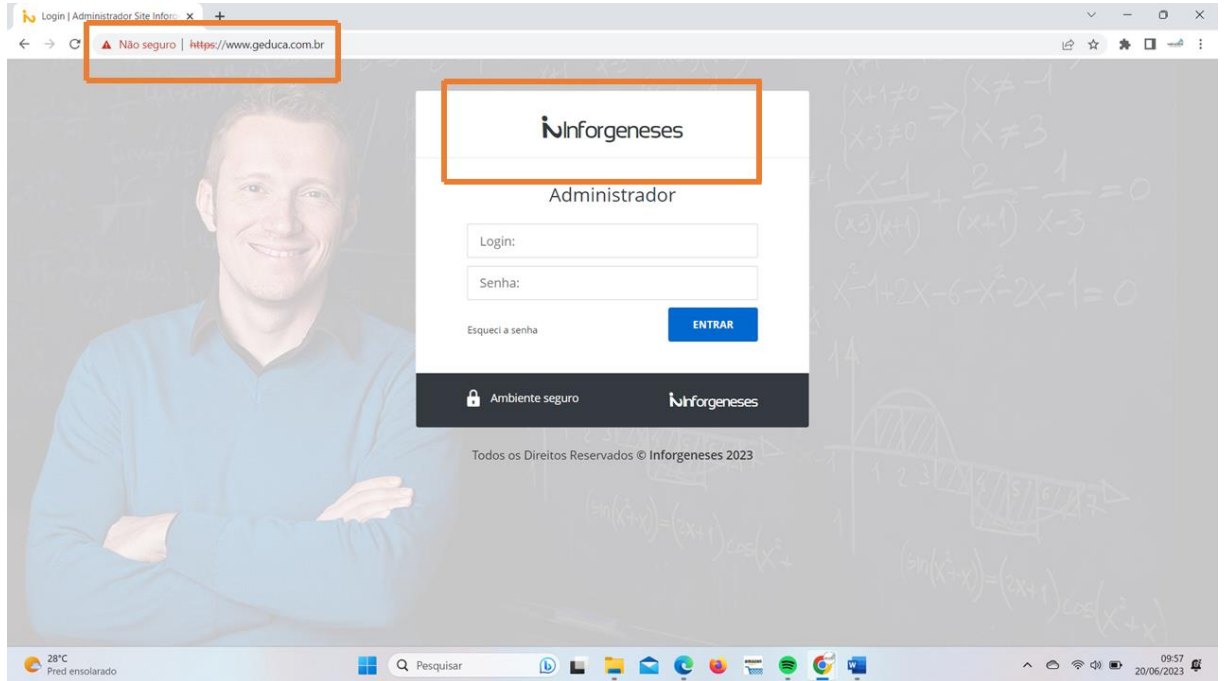 Login | Administrador Site Inforg
Não seguro | https://www.geduca.com.br
Inforgeneses
Administrador
Login:
Senha:
Esqueci a senha
ENTRAR
Ambiente seguro
Inforgeneses
Todos os Direitos Reservados © Inforgeneses 2023
28°C
Pred ensolarado
Pesquisar
09:57
20/06/2023